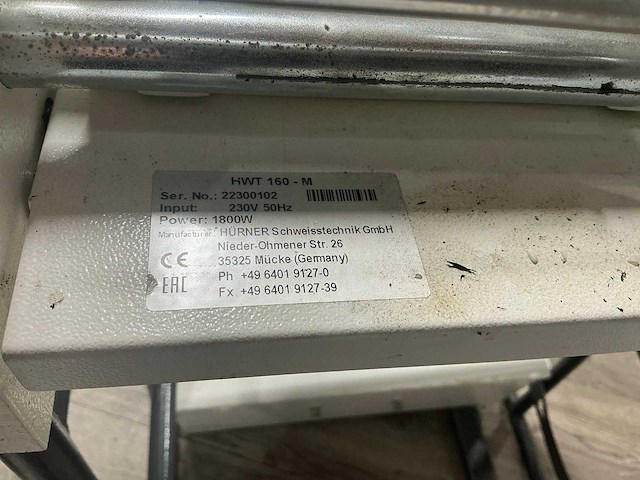 HWT 160 - M
Ser. No.: 22300102
Input: 230V 50Hz
Power: 1800W
Manufacturer: HÜRNER Schweisstechnik GmbH
Nieder-Ohmener Str. 26
35325 Mücke (Germany)
Ph +49 6401 9127-0
Fx +49 6401 9127-39
CE
EAC